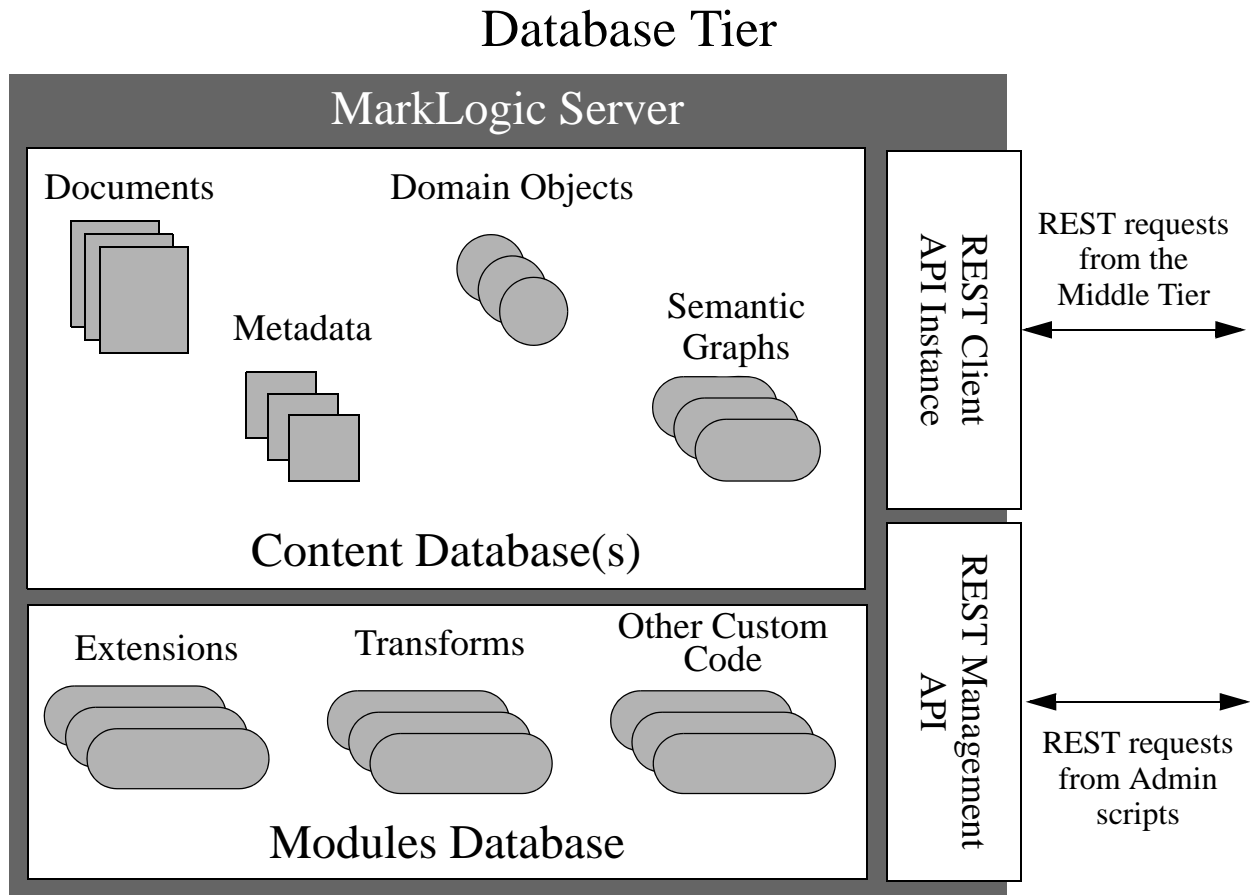 Database Tier
MarkLogic Server
Documents
Domain Objects
Metadata
Semantic
Graphs
Content Database(s)
REST Client
API Instance
REST requests
from the
Middle Tier
Extensions
Transforms
Other Custom
Code
Modules Database
REST Management
API
REST requests
from Admin
scripts